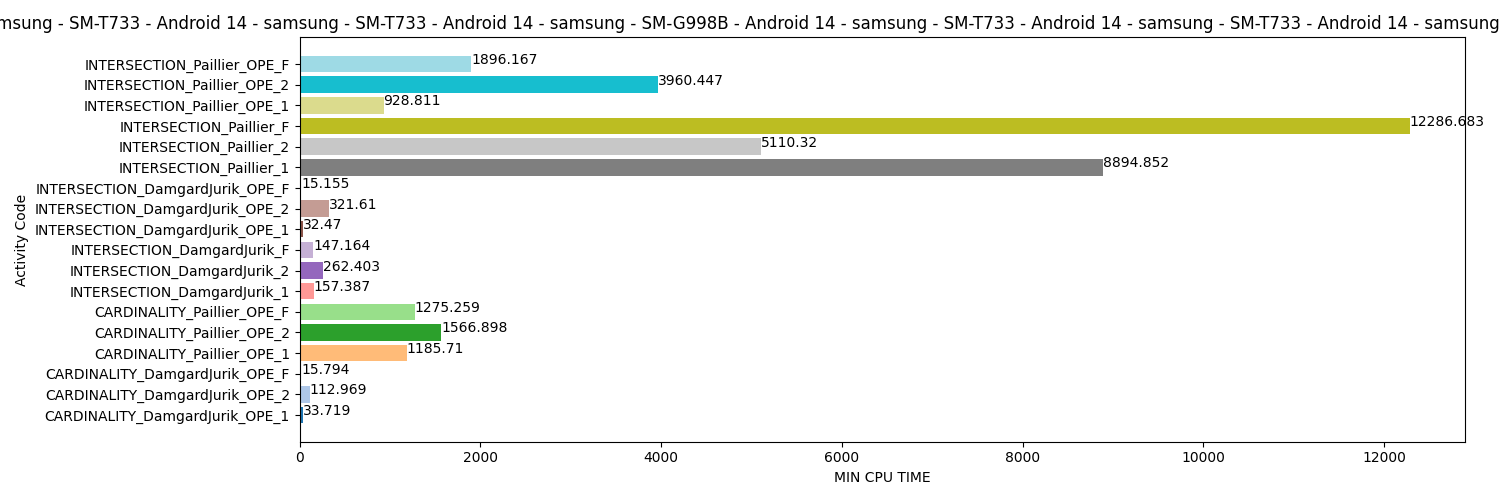 - SM-T733 - Android 14 - samsung - SM-T733 - Android 14 - samsung - SM-G998B - Android 14 - samsung - SM-T733 - Android 14 - samsung - SM-T733 - Android 14 - samsung
INTERSECTION_Paillier_OPE_F 1896.167
INTERSECTION_Paillier_OPE_2 3960.447
INTERSECTION_Paillier_OPE_1 928.811
INTERSECTION_Paillier_F 12286.683
INTERSECTION_Paillier_2 5110.32
INTERSECTION_Paillier_1 8894.852
INTERSECTION_DamgardJurik_OPE_F 15.155
INTERSECTION_DamgardJurik_OPE_2 321.61
INTERSECTION_DamgardJurik_OPE_1 32.47
INTERSECTION_DamgardJurik_F 147.164
INTERSECTION_DamgardJurik_2 262.403
INTERSECTION_DamgardJurik_1 157.387
CARDINALITY_Paillier_OPE_F 1275.259
CARDINALITY_Paillier_OPE_2 1566.898
CARDINALITY_Paillier_OPE_1 1185.71
CARDINALITY_DamgardJurik_OPE_F 15.794
CARDINALITY_DamgardJurik_OPE_2 112.969
CARDINALITY_DamgardJurik_OPE_1 33.719
Activity Code
0 2000 4000 6000 8000 10000 12000
MIN CPU TIME